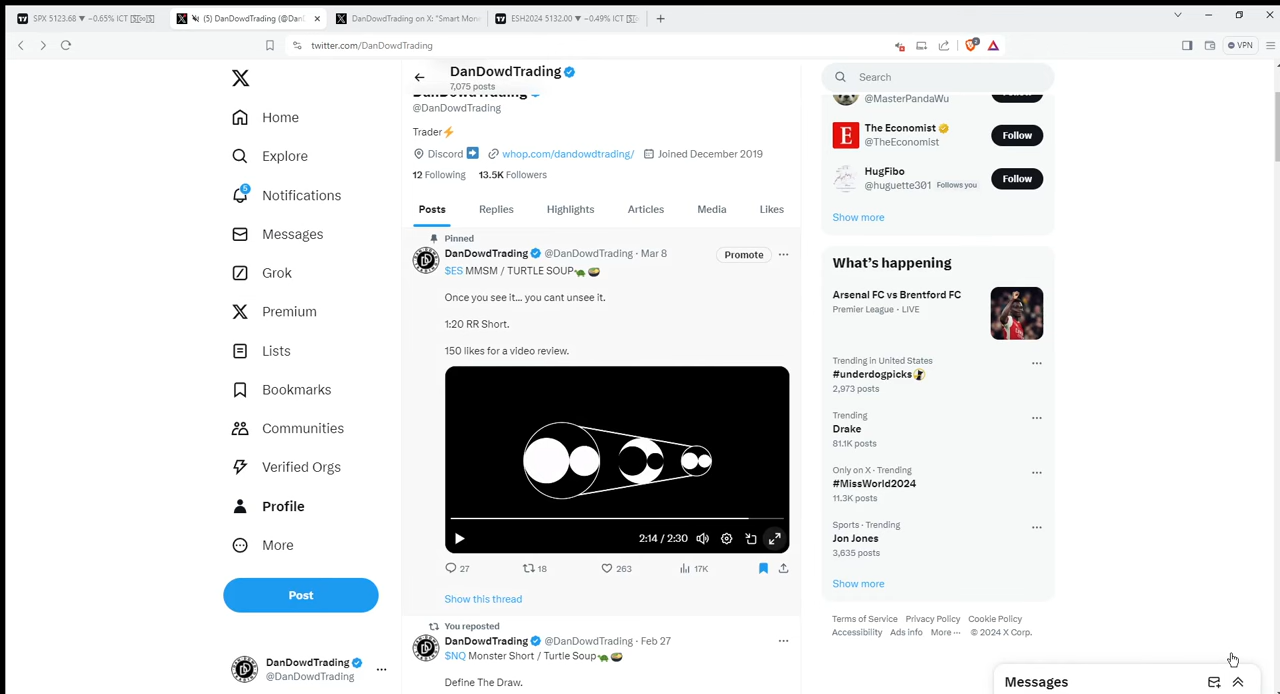 SPX 5123.68 ▼ −0.65% ICT
(5) DanDowdTrading (@Dan
DanDowdTrading on X: "Smart Mon
ESH2024 5132.00 ▼ −0.49% ICT
twitter.com/DanDowdTrading
VPN
DanDowdTrading
7,075 posts
DanDowdTrading
@DanDowdTrading
Trader⚡
Discord ➡ whop.com/dandowdtrading/ Joined December 2019
12 Following 13.5K Followers
Posts Replies Highlights Articles Media Likes
Home
Explore
5
Notifications
Messages
Grok
Premium
Lists
Bookmarks
Communities
Verified Orgs
Profile
More
Post
DanDowdTrading
@DanDowdTrading
Pinned
DanDowdTrading @DanDowdTrading · Mar 8
Promote
$ES MMSM / TURTLE SOUP🐢🍜
Once you see it... you cant unsee it.
1:20 RR Short.
150 likes for a video review.
2:14 / 2:30
27 18 263 17K
Show this thread
You reposted
DanDowdTrading @DanDowdTrading · Feb 27
$NQ Monster Short / Turtle Soup🐢🍜
Define The Draw.
Search
@MasterPandaWu
The Economist
@TheEconomist
Follow
HugFibo
@huguette301 Follows you
Follow
Show more
What's happening
Arsenal FC vs Brentford FC
Premier League · LIVE
Trending in United States
#underdogpicks
2,973 posts
Trending
Drake
81.1K posts
Only on X · Trending
#MissWorld2024
11.3K posts
Sports · Trending
Jon Jones
3,635 posts
Show more
Terms of Service Privacy Policy Cookie Policy
Accessibility Ads info More ··· © 2024 X Corp.
Messages